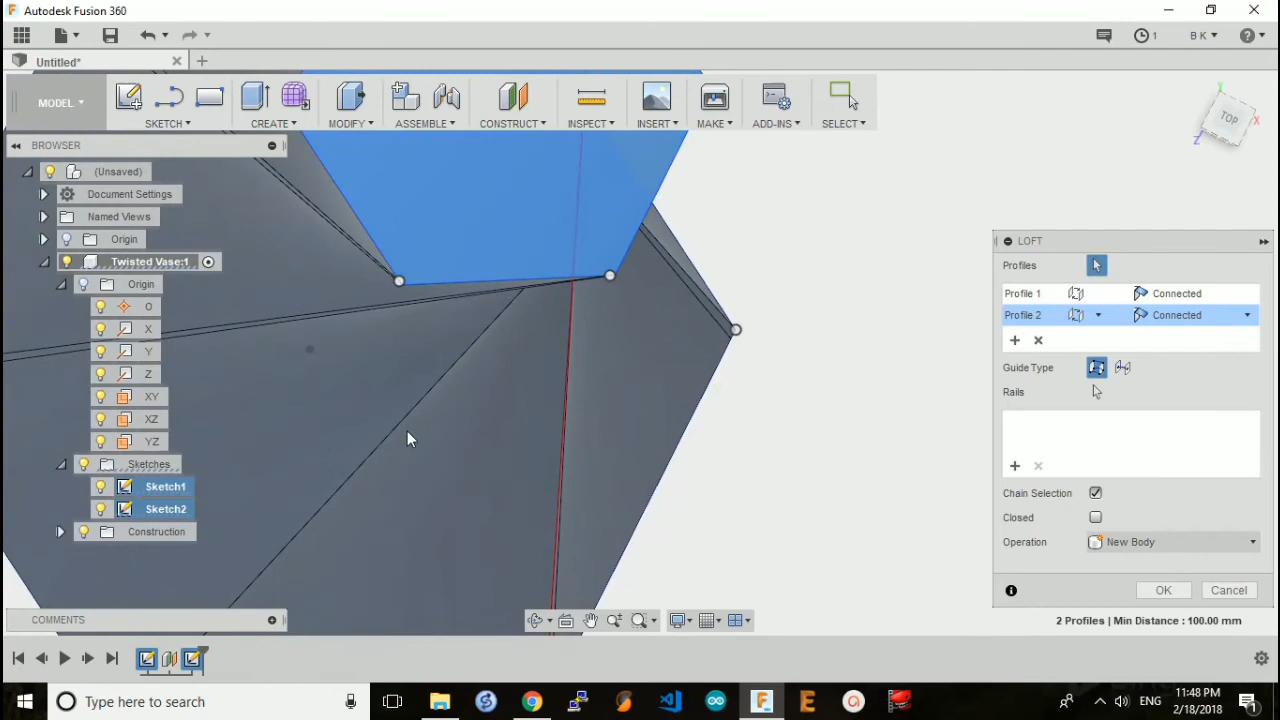 Autodesk Fusion 360
B K
1
Untitled*
MODEL
SKETCH
CREATE
MODIFY
ASSEMBLE
CONSTRUCT
INSPECT
INSERT
MAKE
ADD-INS
SELECT
TOP
X
Z
BROWSER
(Unsaved)
Document Settings
Named Views
Origin
Twisted Vase:1
Origin
O
X
Y
Z
XY
XZ
YZ
Sketches
Sketch1
Sketch2
Construction
LOFT
Profiles
Profile 1 Connected
Profile 2 Connected
Guide Type
Rails
Chain Selection
Closed
Operation New Body
OK Cancel
COMMENTS
2 Profiles | Min Distance : 100.00 mm
Type here to search
ENG
11:48 PM
2/18/2018
1